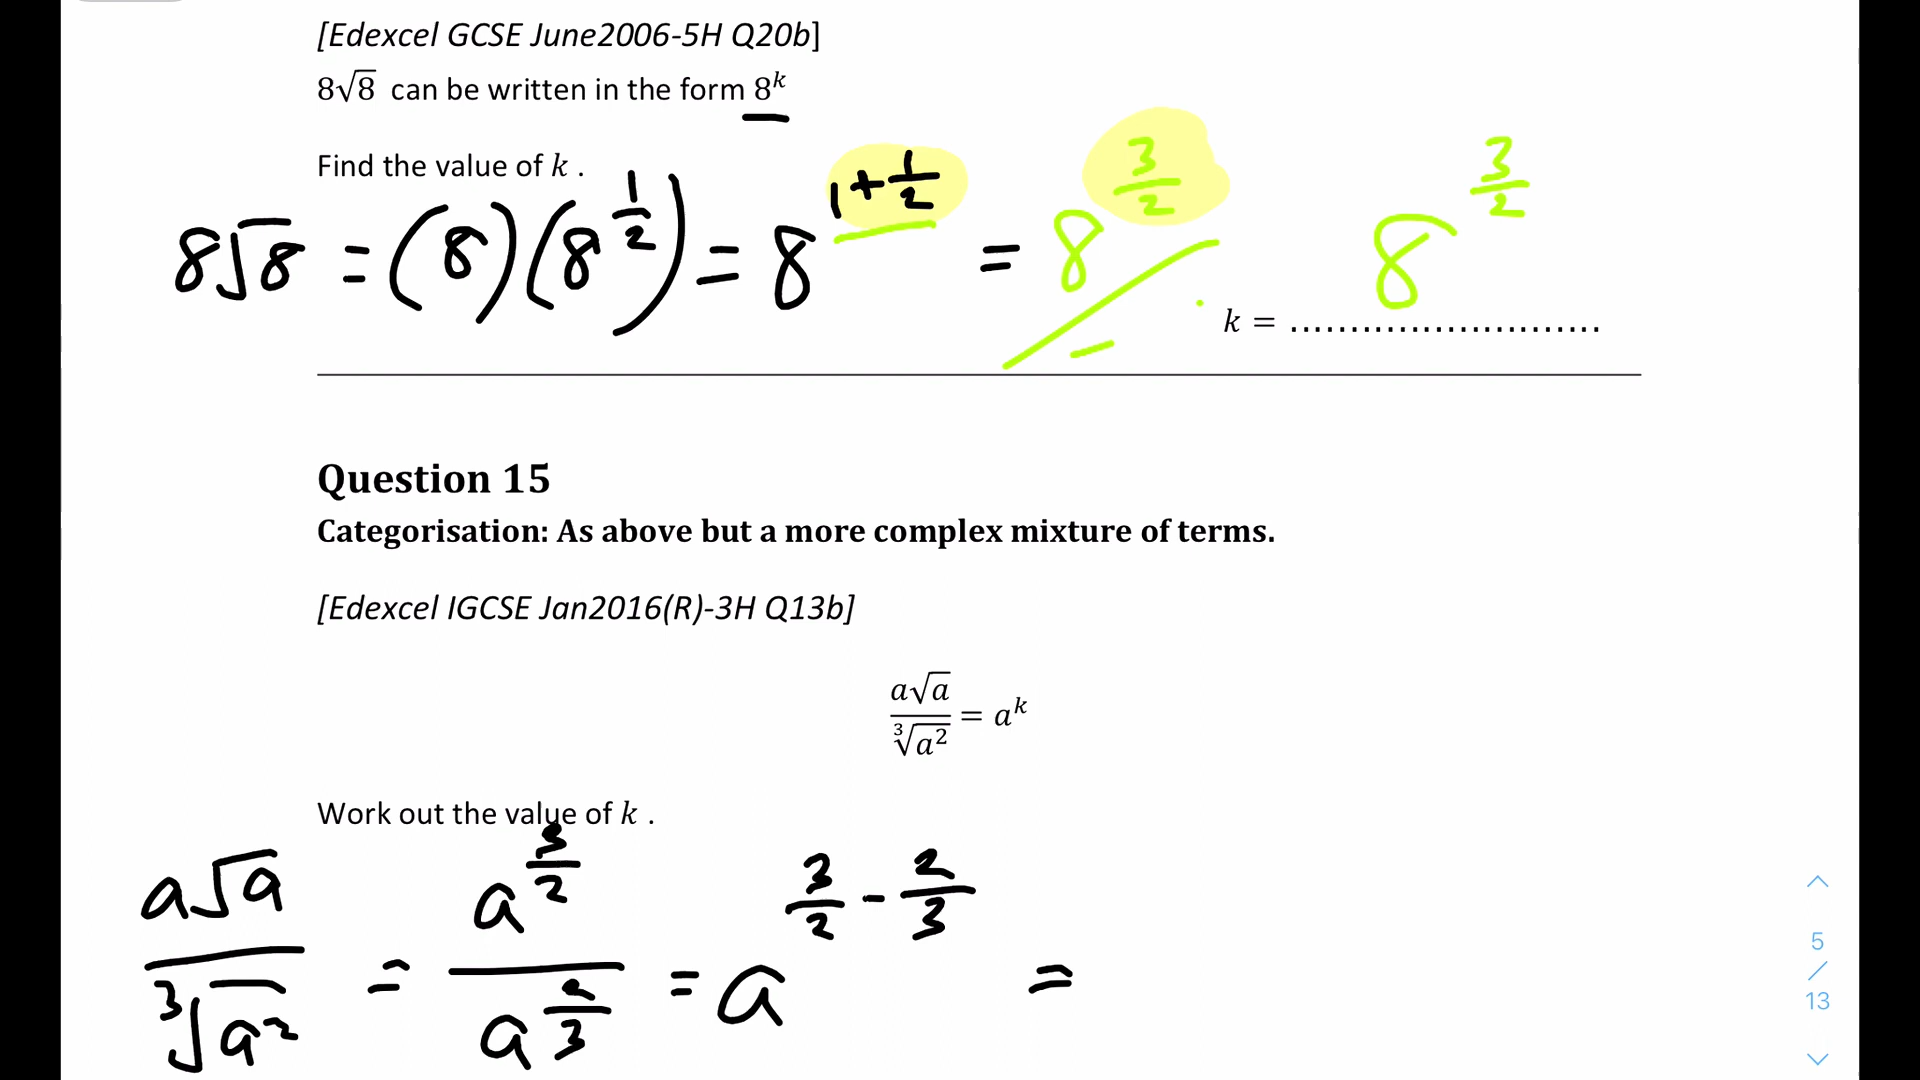 [Edexcel GCSE June2006-5H Q20b]
8√8 can be written in the form 8^k
Find the value of k .
8√8 = (8)(8^(1/2)) = 8^(1+1/2) = 8^(3/2) 8^(3/2)
k = ..........................
Question 15
Categorisation: As above but a more complex mixture of terms.
[Edexcel IGCSE Jan2016(R)-3H Q13b]
a√a / ∛(a²) = a^k
Work out the value of k .
a√a / ∛(a²) = a^(3/2) / a^(2/3) = a^(3/2 - 2/3) =
5
/
13